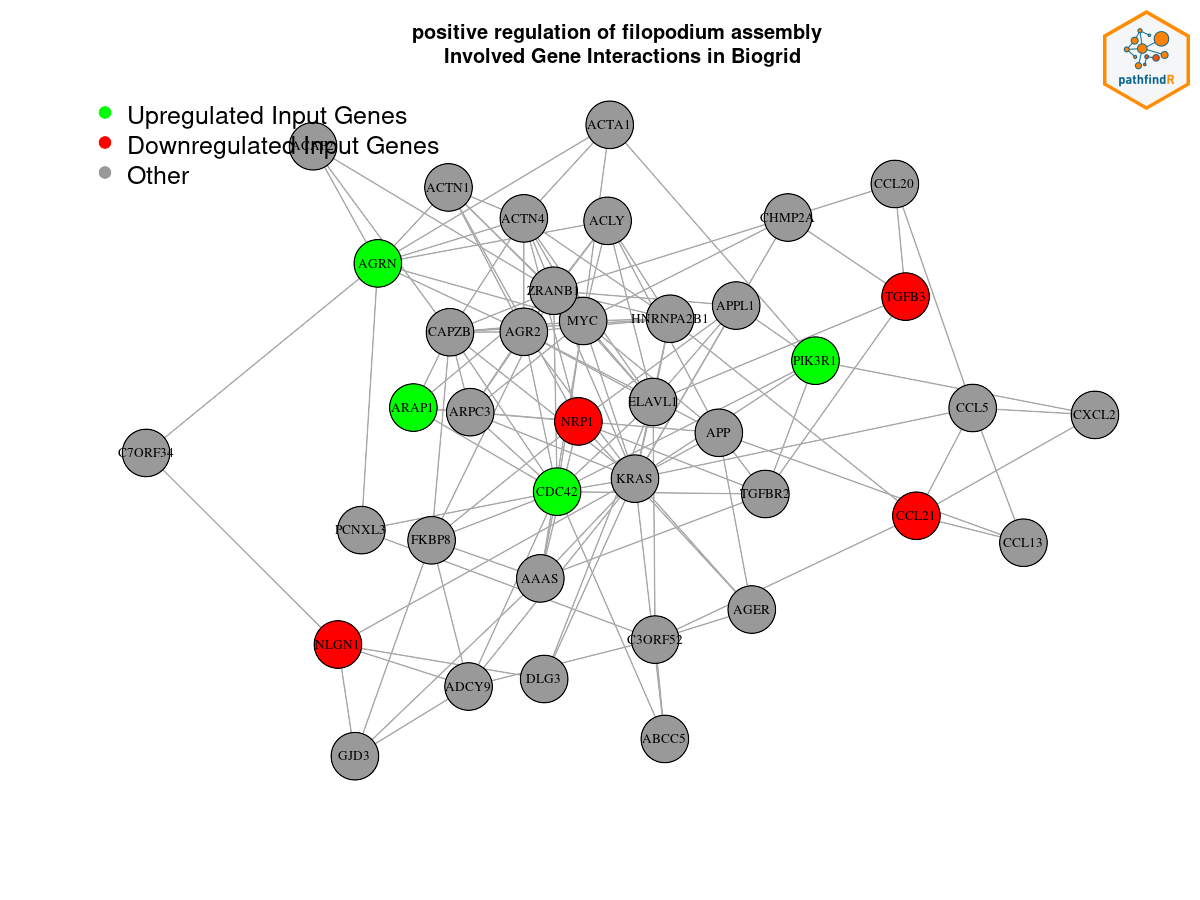 positive regulation of filopodium assembly
Involved Gene Interactions in Biogrid
pathfindR
Upregulated Input Genes
Downregulated Input Genes
Other
ACTA1
ACTN1
CCL20
ACTN4
ACLY
CHMP2A
AGRN
ZRANB1
TGFB3
APPL1
MYC
HNRNPA2B1
CAPZB
AGR2
PIK3R1
ARAP1
ARPC3
ELAVL1
CCL5
CXCL2
NRP1
APP
C7ORF34
KRAS
CDC42
TGFBR2
CCL21
PCNXL3
FKBP8
CCL13
AAAS
AGER
NLGN1
C3ORF52
ADCY9
DLG3
ABCC5
GJD3